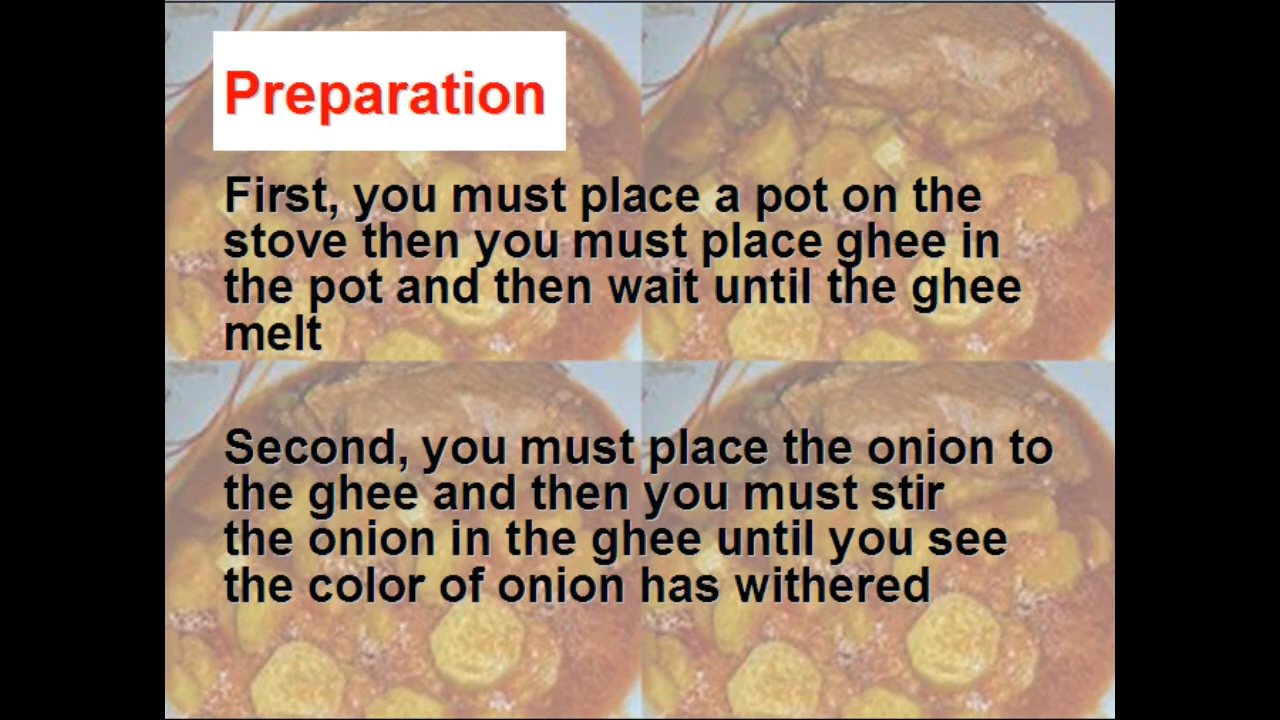 Preparation
First, you must place a pot on the
stove then you must place ghee in
the pot and then wait until the ghee
melt
Second, you must place the onion to
the ghee and then you must stir
the onion in the ghee until you see
the color of onion has withered